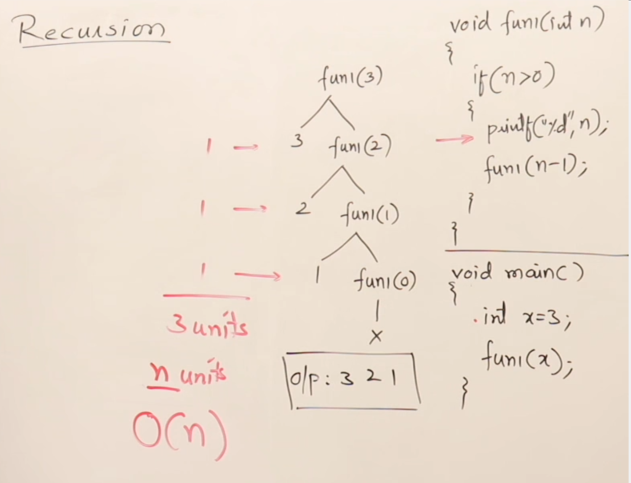 Recursion
fun1(3)
1 → 3 fun1(2)
1 → 2 fun1(1)
1 → 1 fun1(0)
x
3 units
n units
O(n)
O/p : 3 2 1
void fun1(int n)
{
if(n>0)
{
→ printf("%d", n);
fun1(n-1);
}
}
void main()
{
int x=3;
fun1(x);
}